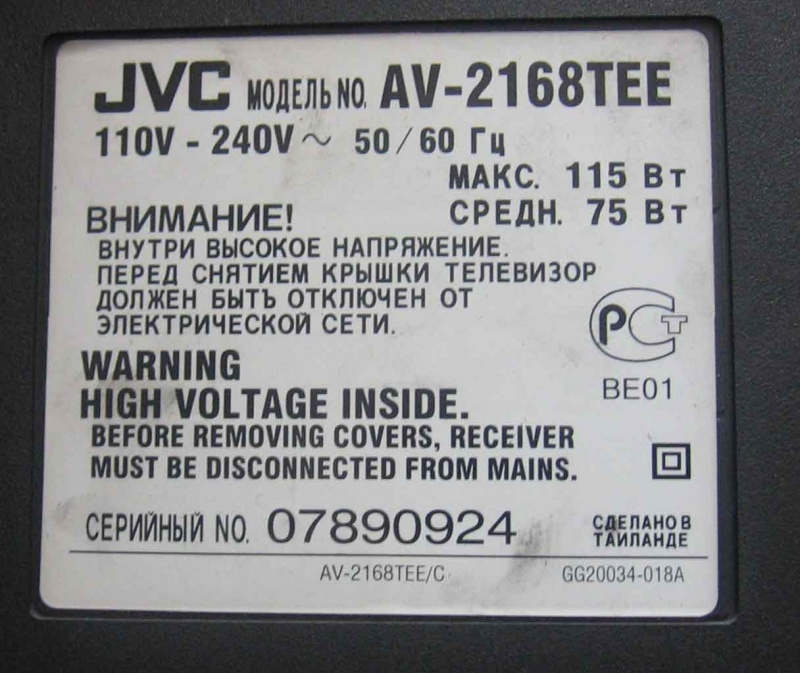 JVC МОДЕЛЬ NO. AV-2168TEE
110V - 240V ~ 50 / 60 Гц
МАКС. 115 Вт
СРЕДН. 75 Вт
ВНИМАНИЕ!
ВНУТРИ ВЫСОКОЕ НАПРЯЖЕНИЕ.
ПЕРЕД СНЯТИЕМ КРЫШКИ ТЕЛЕВИЗОР
ДОЛЖЕН БЫТЬ ОТКЛЮЧЕН ОТ
ЭЛЕКТРИЧЕСКОЙ СЕТИ.
РСТ
BE01
WARNING
HIGH VOLTAGE INSIDE.
BEFORE REMOVING COVERS, RECEIVER
MUST BE DISCONNECTED FROM MAINS.
СЕРИЙНЫЙ NO. 07890924
СДЕЛАНО В
ТАИЛАНДЕ
AV-2168TEE/C GG20034-018A